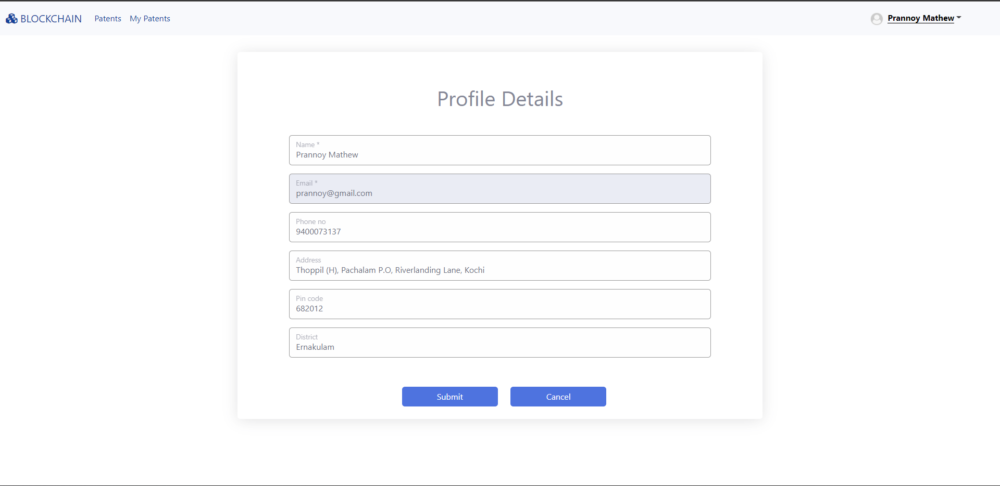 BLOCKCHAIN Patents My Patents Prannoy Mathew
Profile Details
Name *
Prannoy Mathew
Email *
prannoy@gmail.com
Phone no
9400073137
Address
Thoppil (H), Pachalam P.O, Riverlanding Lane, Kochi
Pin code
682012
District
Ernakulam
Submit Cancel